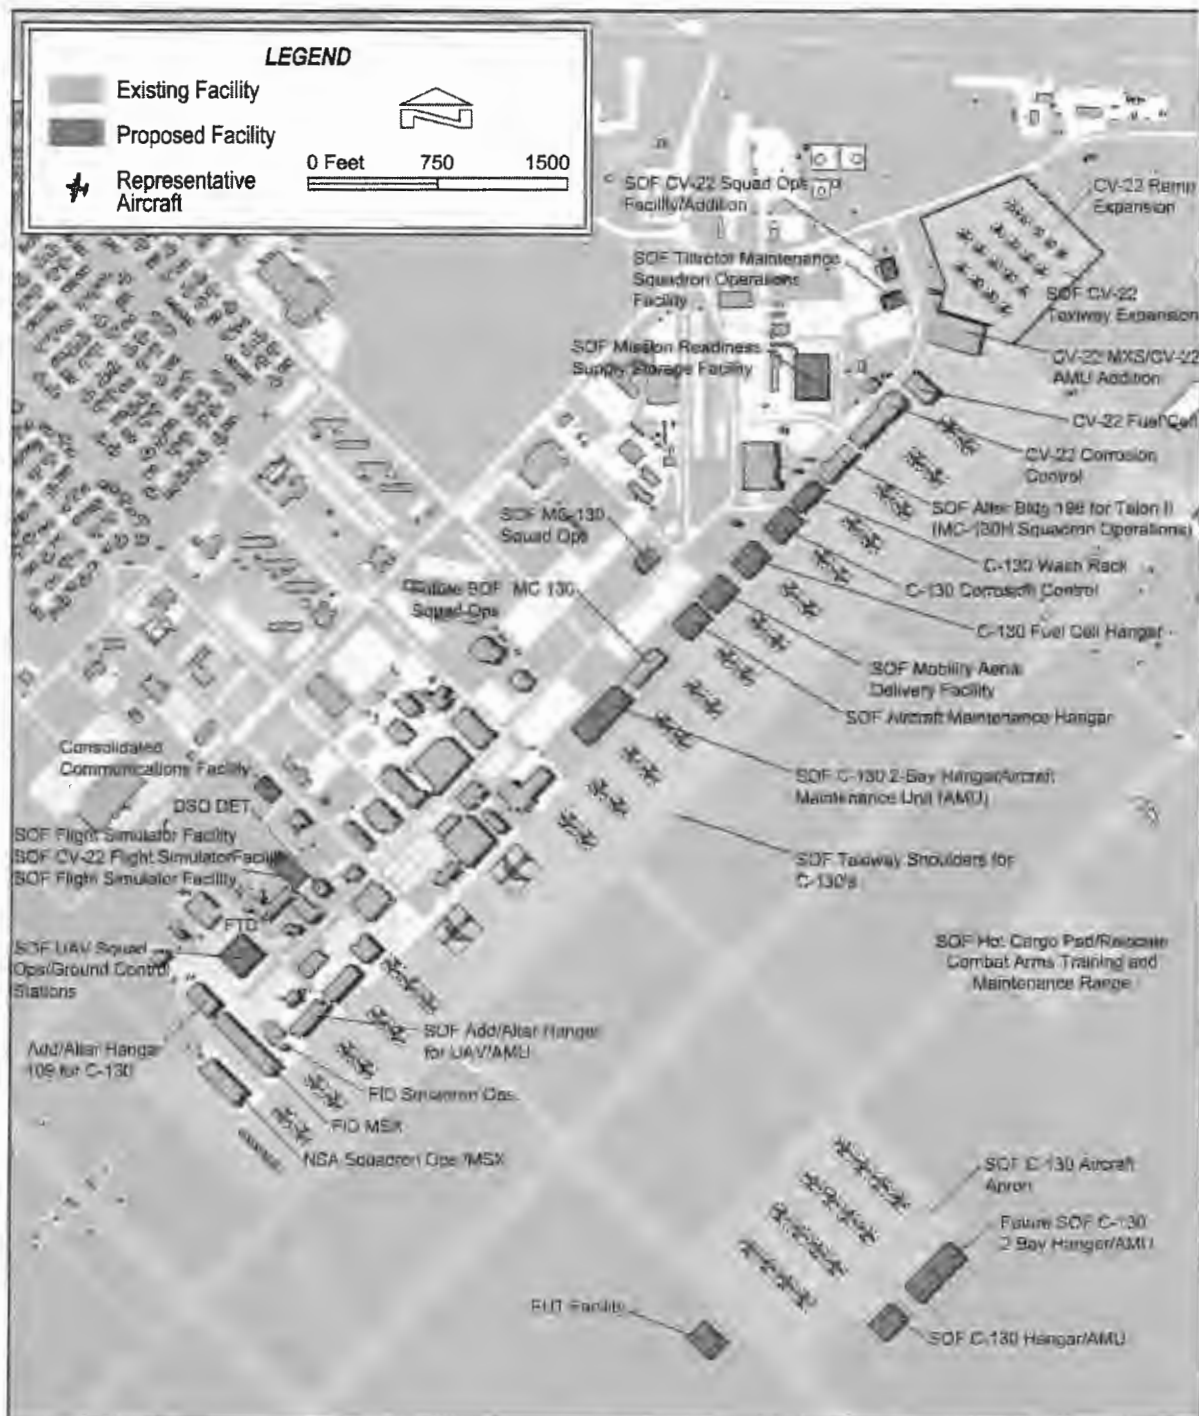 LEGEND
Existing Facility
Proposed Facility
Representative
Aircraft
N
0 Feet 750 1500
SOF CV-22 Squad Ops
Facility/Addition
CV-22 Ramp
Expansion
SOF Tiltrotor Maintenance
Squadron Operations
Facility
SOF CV-22
Taxiway Expansion
SOF Mission Readiness
Supply Storage Facility
CV-22 MXS/CV-22
AMU Addition
CV-22 Fuel Cell
CV-22 Corrosion
Control
SOF Alter Bldg 198 for Talon II
(MC-130H Squadron Operations)
SOF MC-130
Squad Ops
C-130 Wash Rack
C-130 Corrosion Control
Future SOF MC 130
Squad Ops
C-130 Fuel Cell Hangar
SOF Mobility Aerial
Delivery Facility
SOF Aircraft Maintenance Hangar
Consolidated
Communications Facility
SOF C-130 2-Bay Hangar/Aircraft
Maintenance Unit (AMU)
DSO DET
SOF Flight Simulator Facility
SOF CV-22 Flight Simulator Facility
SOF Flight Simulator Facility
SOF Taxiway Shoulders for
C-130's
FTD
SOF UAV Squad
Ops/Ground Control
Stations
SOF Hot Cargo Pad/Relocate
Combat Arms Training and
Maintenance Range
SOF Add/Alter Hangar
for UAV/AMU
Add/Alter Hangar
109 for C-130
FID Squadron Ops.
FID MSX
NSA Squadron Ops /MSX
SOF C-130 Aircraft
Apron
Future SOF C-130
2 Bay Hangar/AMU
Facility
SOF C-130 Hangar/AMU